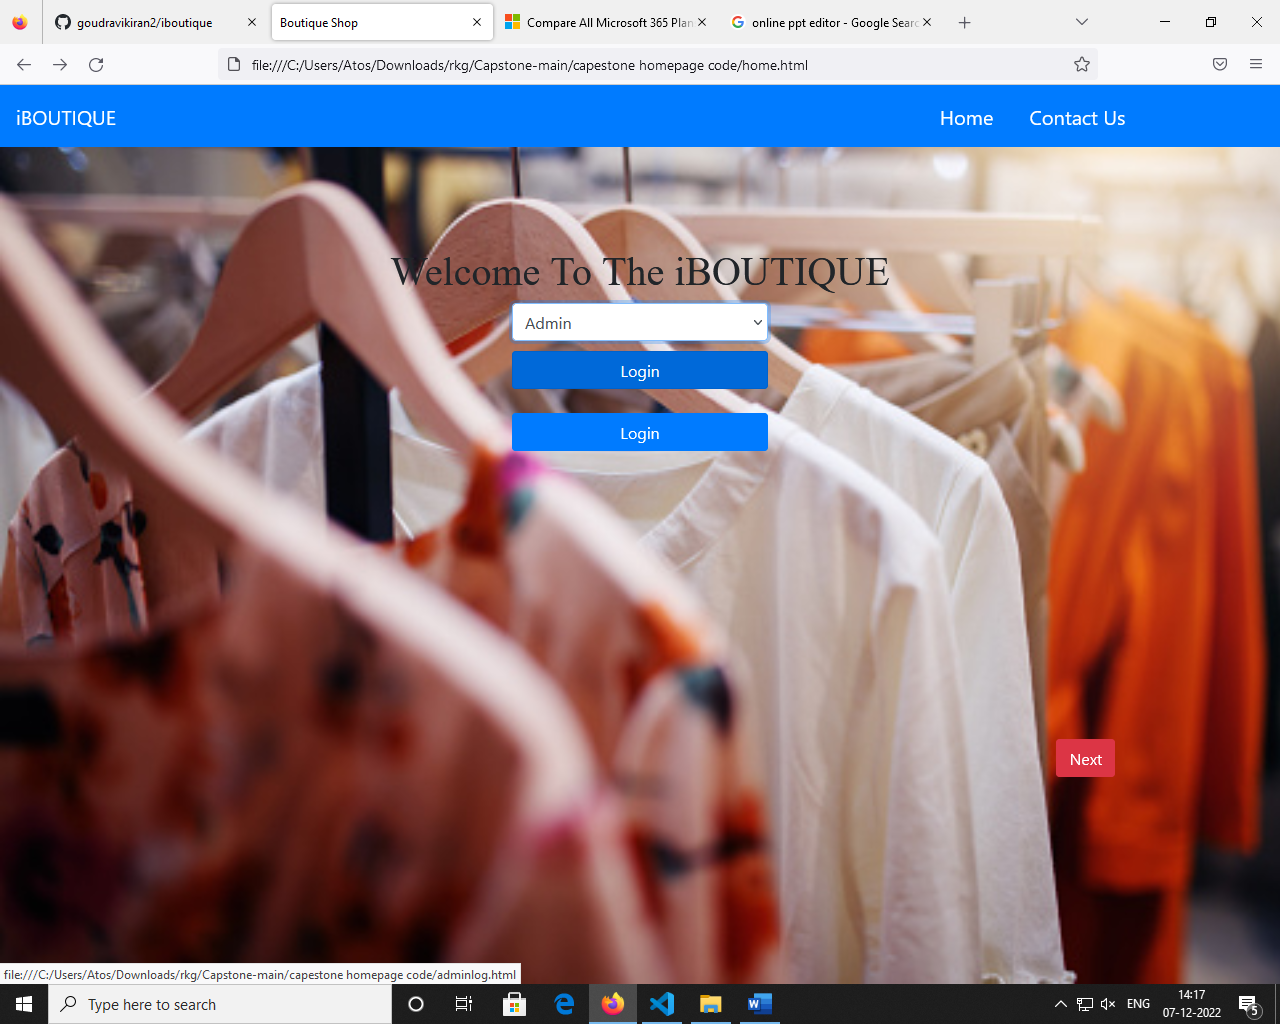 goudravikiran2/iboutique
Boutique Shop
Compare All Microsoft 365 Plan
online ppt editor - Google Searc
file:///C:/Users/Atos/Downloads/rkg/Capstone-main/capestone homepage code/home.html
iBOUTIQUE
Home
Contact Us
Welcome To The iBOUTIQUE
Admin
Login
Login
Next
file:///C:/Users/Atos/Downloads/rkg/Capstone-main/capestone homepage code/adminlog.html
Type here to search
ENG
14:17
07-12-2022
5